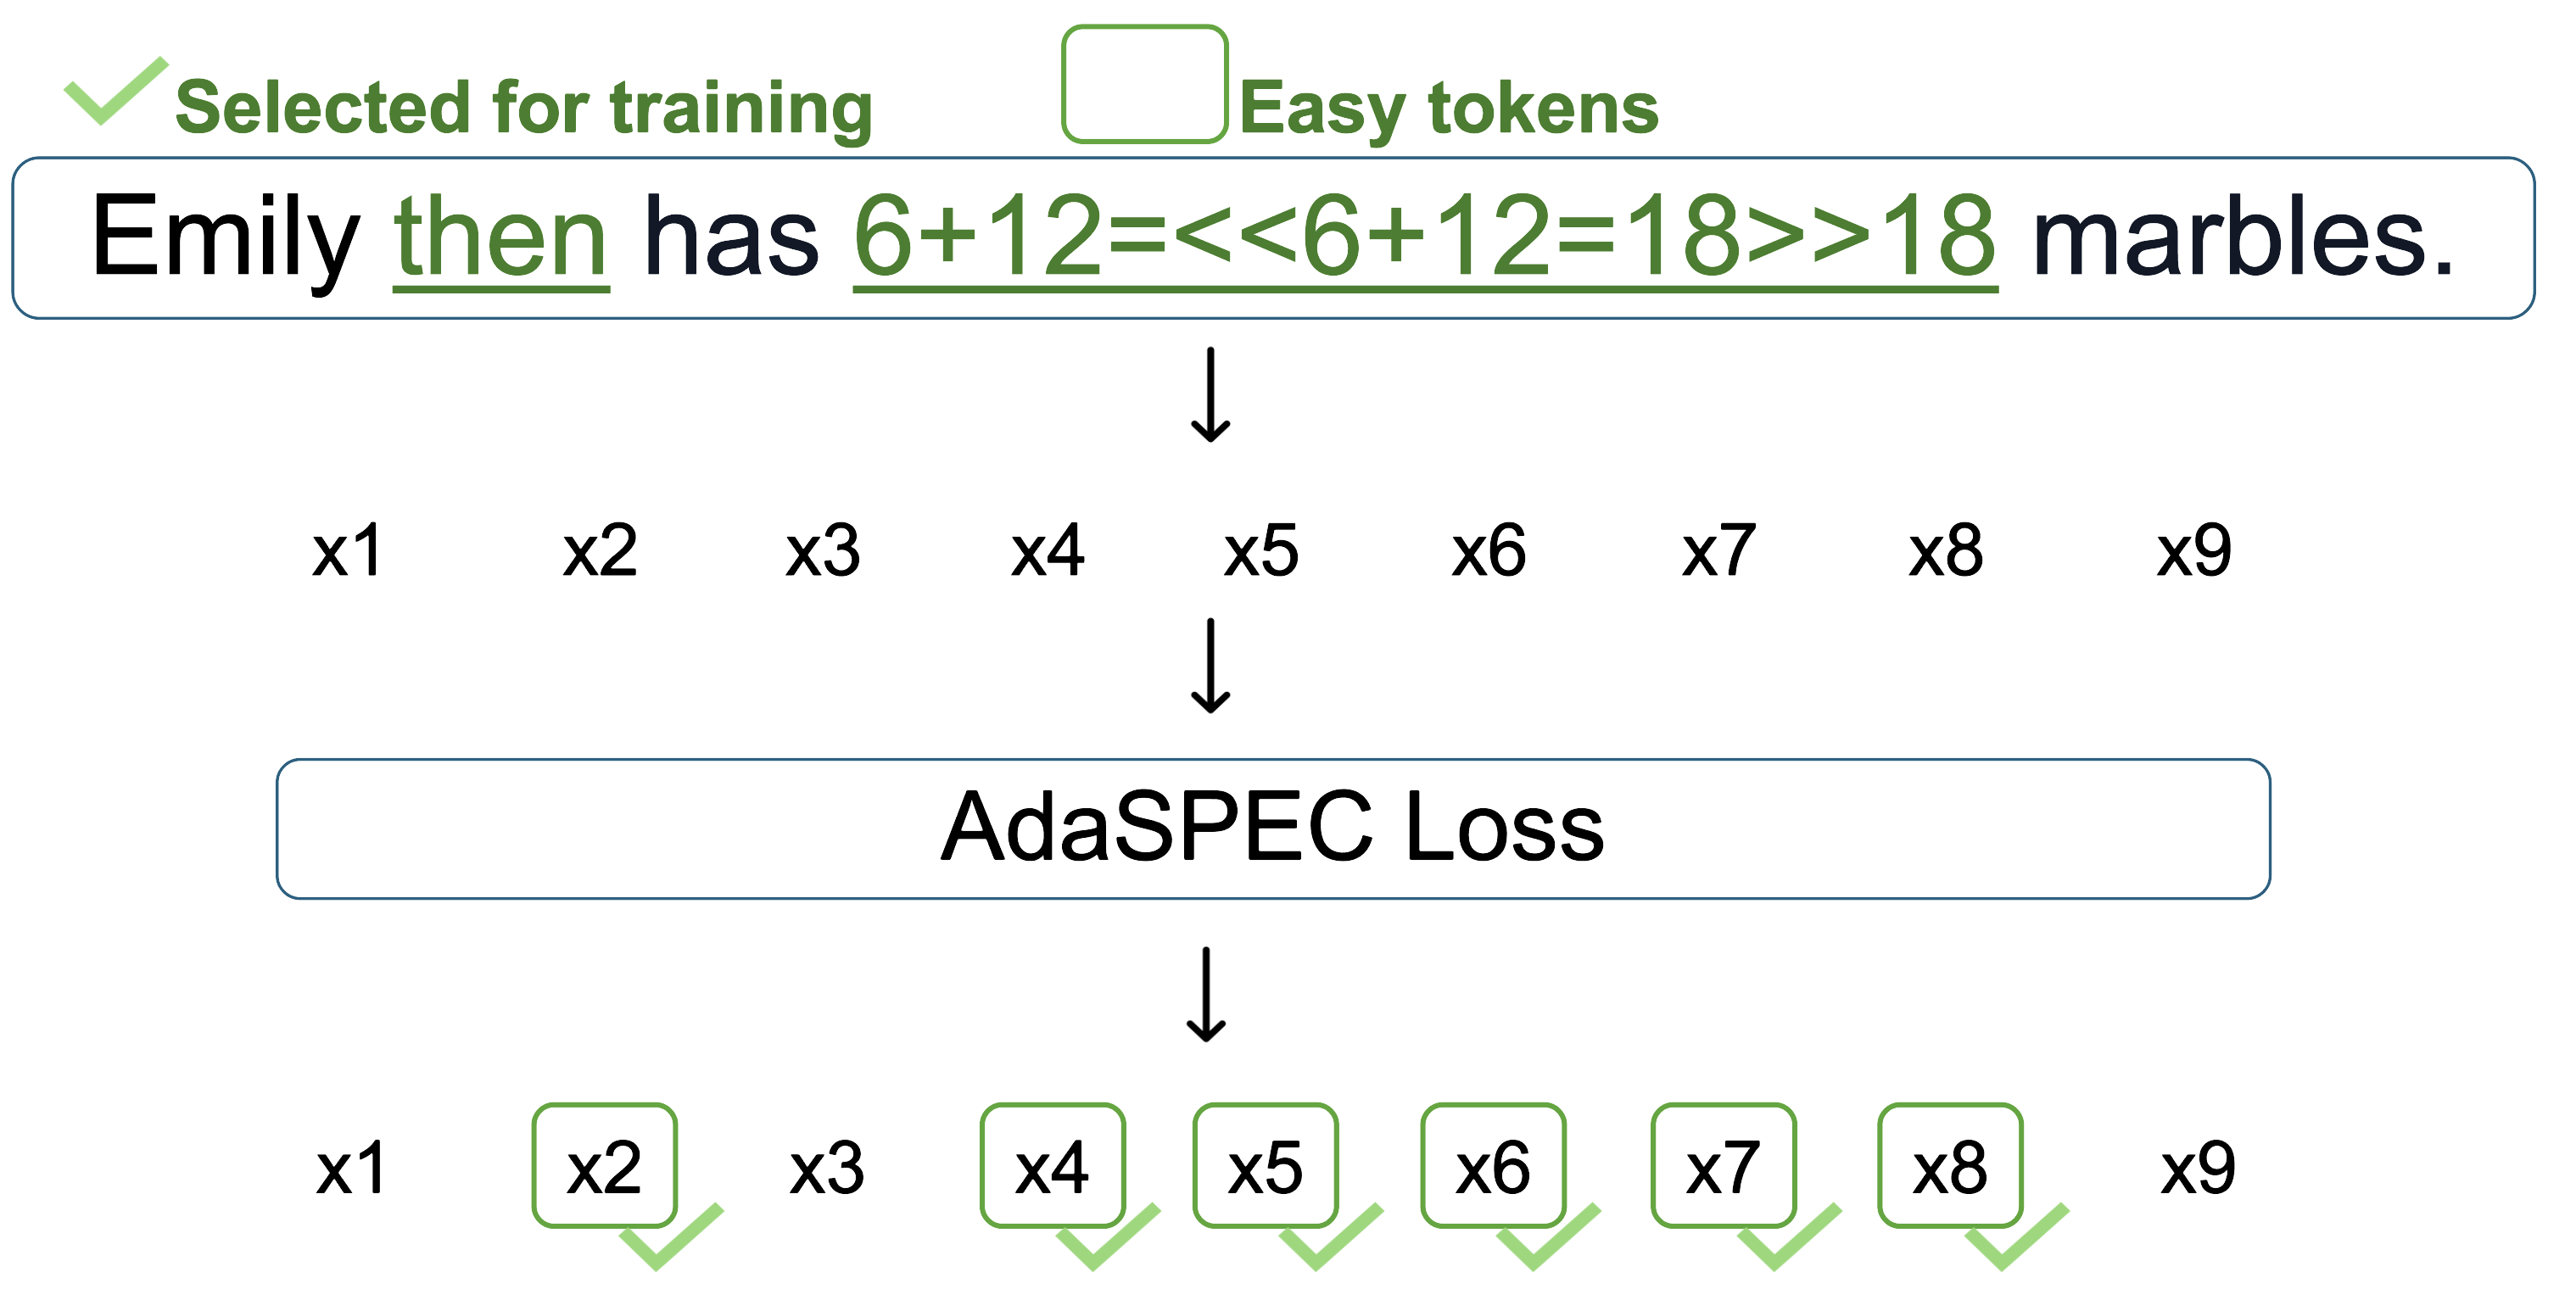 Selected for training Easy tokens
Emily then has 6+12=<<6+12=18>>18 marbles.
x1 x2 x3 x4 x5 x6 x7 x8 x9
AdaSPEC Loss
x1 x2 x3 x4 x5 x6 x7 x8 x9